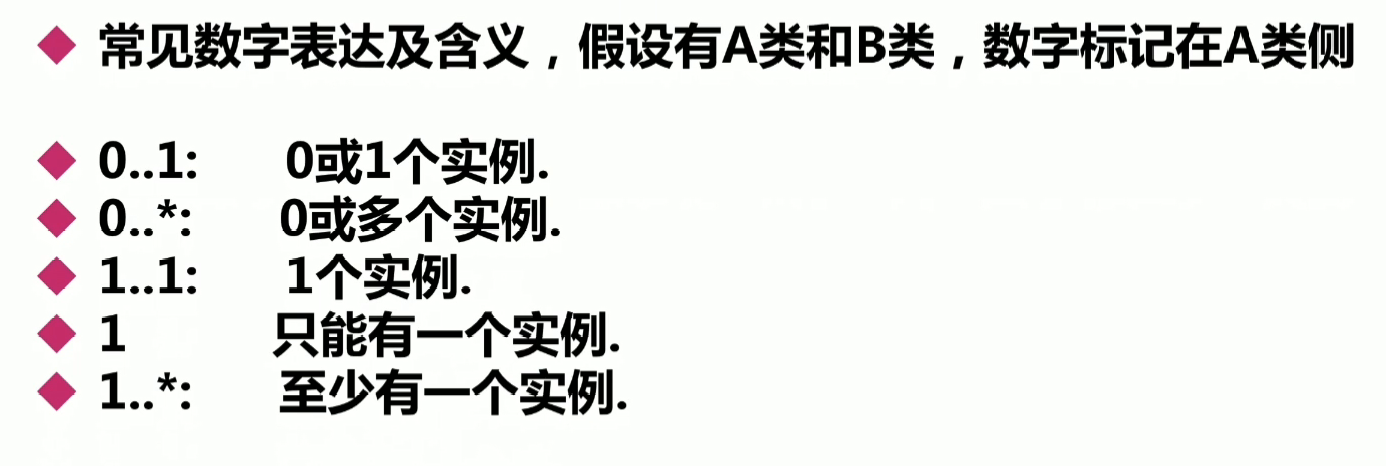 ◆ 常见数字表达及含义，假设有A类和B类，数字标记在A类侧
◆ 0..1: 0或1个实例.
◆ 0..*: 0或多个实例.
◆ 1..1: 1个实例.
◆ 1 只能有一个实例.
◆ 1..*: 至少有一个实例.